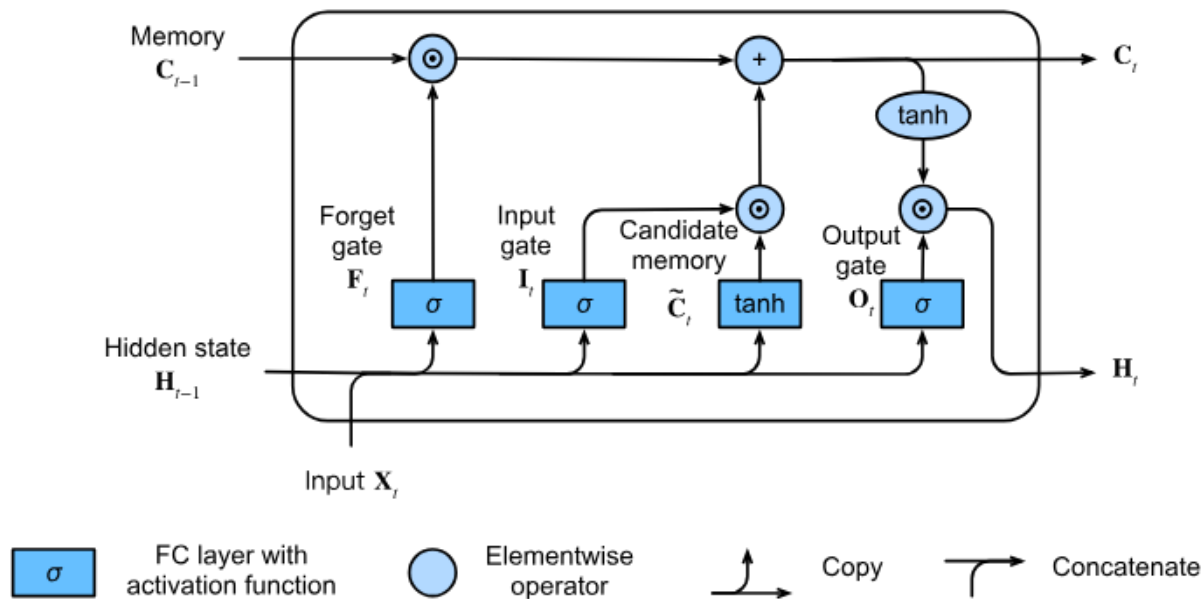 Memory
C_{t−1}
⊙
+
C_t
tanh
Forget
gate
F_t
Input
gate
I_t
Candidate
memory
C̃_t
⊙
Output
gate
O_t
⊙
σ
σ
tanh
σ
Hidden state
H_{t−1}
H_t
Input X_t
σ
FC layer with
activation function
Elementwise
operator
Copy
Concatenate